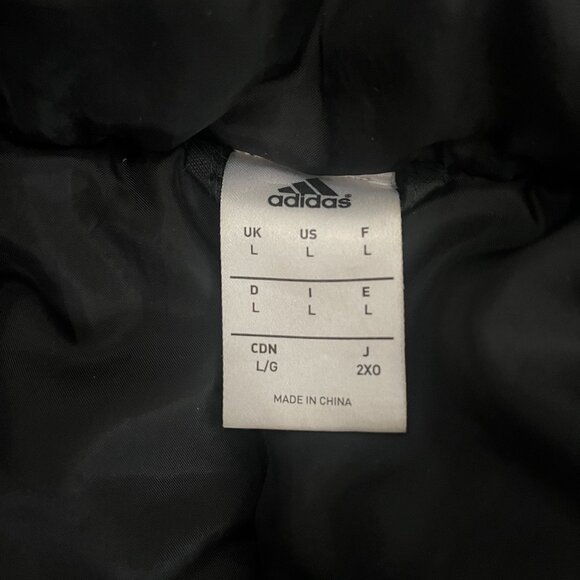 adidas®
UK US F
L L L
D I E
L L L
CDN J
L/G 2XO
MADE IN CHINA